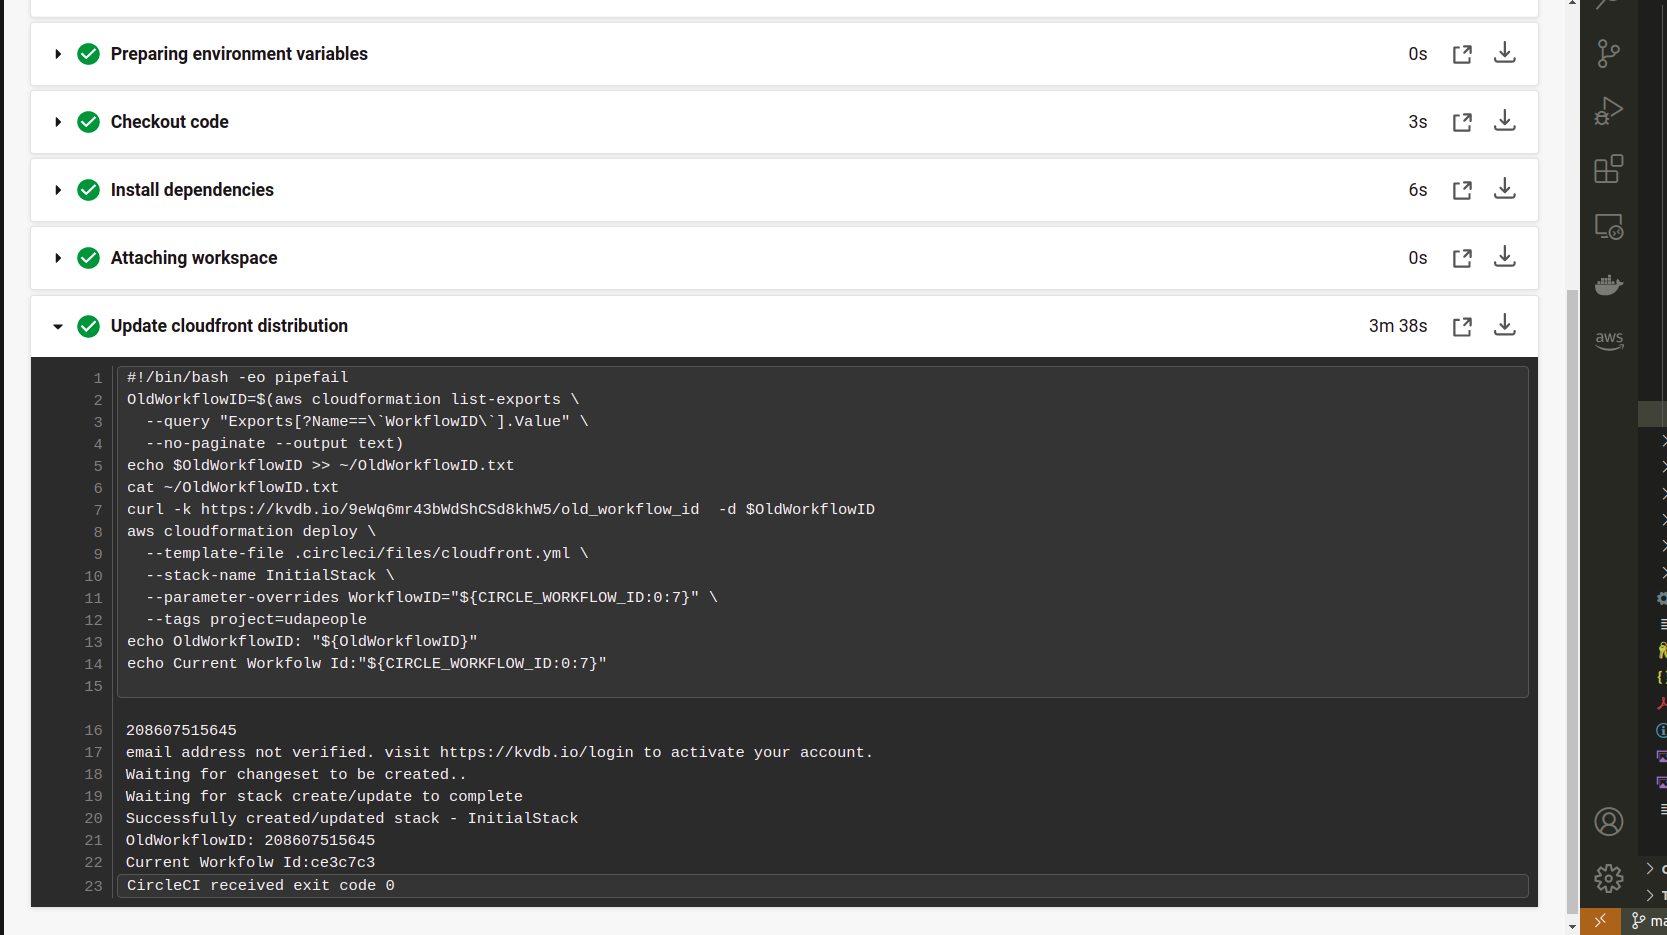 Preparing environment variables 0s
Checkout code 3s
Install dependencies 6s
Attaching workspace 0s
Update cloudfront distribution 3m 38s
1 #!/bin/bash -eo pipefail
2 OldWorkflowID=$(aws cloudformation list-exports \
3   --query "Exports[?Name==\`WorkflowID\`].Value" \
4   --no-paginate --output text)
5 echo $OldWorkflowID >> ~/OldWorkflowID.txt
6 cat ~/OldWorkflowID.txt
7 curl -k https://kvdb.io/9eWq6mr43bWdShCSd8khW5/old_workflow_id  -d $OldWorkflowID
8 aws cloudformation deploy \
9   --template-file .circleci/files/cloudfront.yml \
10   --stack-name InitialStack \
11   --parameter-overrides WorkflowID="${CIRCLE_WORKFLOW_ID:0:7}" \
12   --tags project=udapeople
13 echo OldWorkflowID: "${OldWorkflowID}"
14 echo Current Workfolw Id:"${CIRCLE_WORKFLOW_ID:0:7}"
15
16 208607515645
17 email address not verified. visit https://kvdb.io/login to activate your account.
18 Waiting for changeset to be created..
19 Waiting for stack create/update to complete
20 Successfully created/updated stack - InitialStack
21 OldWorkflowID: 208607515645
22 Current Workfolw Id:ce3c7c3
23 CircleCI received exit code 0
aws